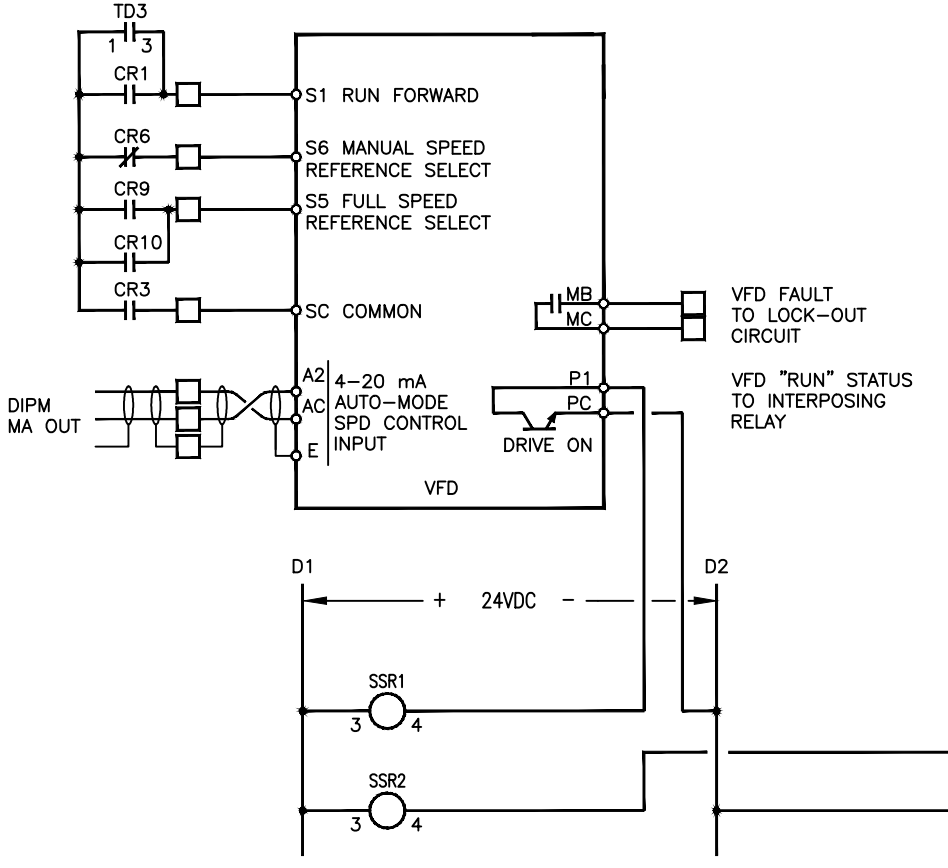 TD3
1 3
CR1
S1 RUN FORWARD
CR6
S6 MANUAL SPEED
REFERENCE SELECT
CR9
S5 FULL SPEED
REFERENCE SELECT
CR10
CR3
SC COMMON
MB
MC
VFD FAULT
TO LOCK-OUT
CIRCUIT
DIPM
MA OUT
A2
AC
E
4-20 mA
AUTO-MODE
SPD CONTROL
INPUT
P1
PC
DRIVE ON
VFD "RUN" STATUS
TO INTERPOSING
RELAY
VFD
D1
D2
+ 24VDC -
SSR1
3 4
SSR2
3 4